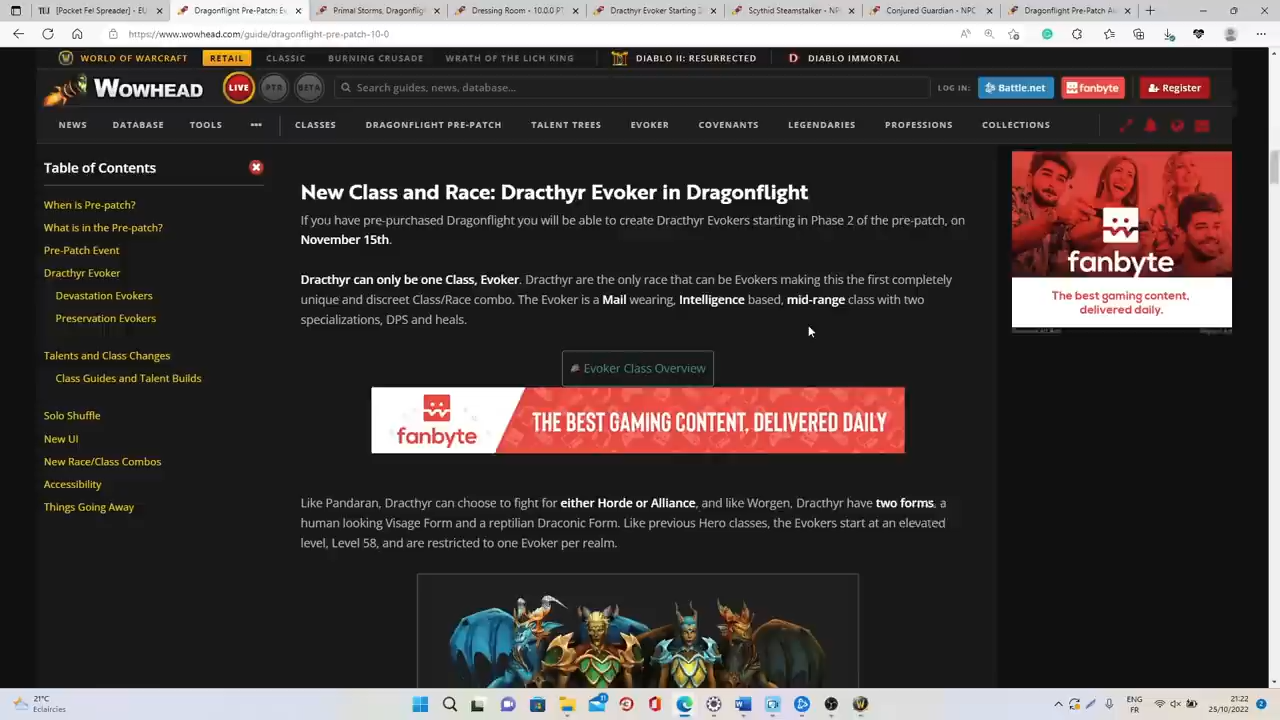 TIJ - Dragonflight Pre-Patch: E
Dragonflight Pre-Patch: Ev
Primal Storms, Dragonfligh
Dressing Room - 10.0.0 PT
Dracthyr Evoker Starting
Scythid Steamstalker - NPC
Conjured Guardian - NPC
Dragonflight Pre-Patch
https://www.wowhead.com/guide/dragonflight-pre-patch-10-0
WORLD OF WARCRAFT
RETAIL
CLASSIC
BURNING CRUSADE
WRATH OF THE LICH KING
DIABLO II: RESURRECTED
DIABLO IMMORTAL
WOWHEAD
LIVE
PTR
BETA
Search guides, news, database...
LOG IN:
Battle.net
fanbyte
Register
NEWS
DATABASE
TOOLS
•••
CLASSES
DRAGONFLIGHT PRE-PATCH
TALENT TREES
EVOKER
COVENANTS
LEGENDARIES
PROFESSIONS
COLLECTIONS
Table of Contents
When is Pre-patch?
What is in the Pre-patch?
Pre-Patch Event
Dracthyr Evoker
Devastation Evokers
Preservation Evokers
Talents and Class Changes
Class Guides and Talent Builds
Solo Shuffle
New UI
New Race/Class Combos
Accessibility
Things Going Away
New Class and Race: Dracthyr Evoker in Dragonflight
If you have pre-purchased Dragonflight you will be able to create Dracthyr Evokers starting in Phase 2 of the pre-patch, on
November 15th.
Dracthyr can only be one Class, Evoker. Dracthyr are the only race that can be Evokers making this the first completely
unique and discreet Class/Race combo. The Evoker is a Mail wearing, Intelligence based, mid-range class with two
specializations, DPS and heals.
Evoker Class Overview
fanbyte
THE BEST GAMING CONTENT, DELIVERED DAILY
Like Pandaran, Dracthyr can choose to fight for either Horde or Alliance, and like Worgen, Dracthyr have two forms, a
human looking Visage Form and a reptilian Draconic Form. Like previous Hero classes, the Evokers start at an elevated
level, Level 58, and are restricted to one Evoker per realm.
fanbyte
The best gaming content,
delivered daily.
21°C
Eclaircies
11
ENG
FR
21:22
25/10/2022
2